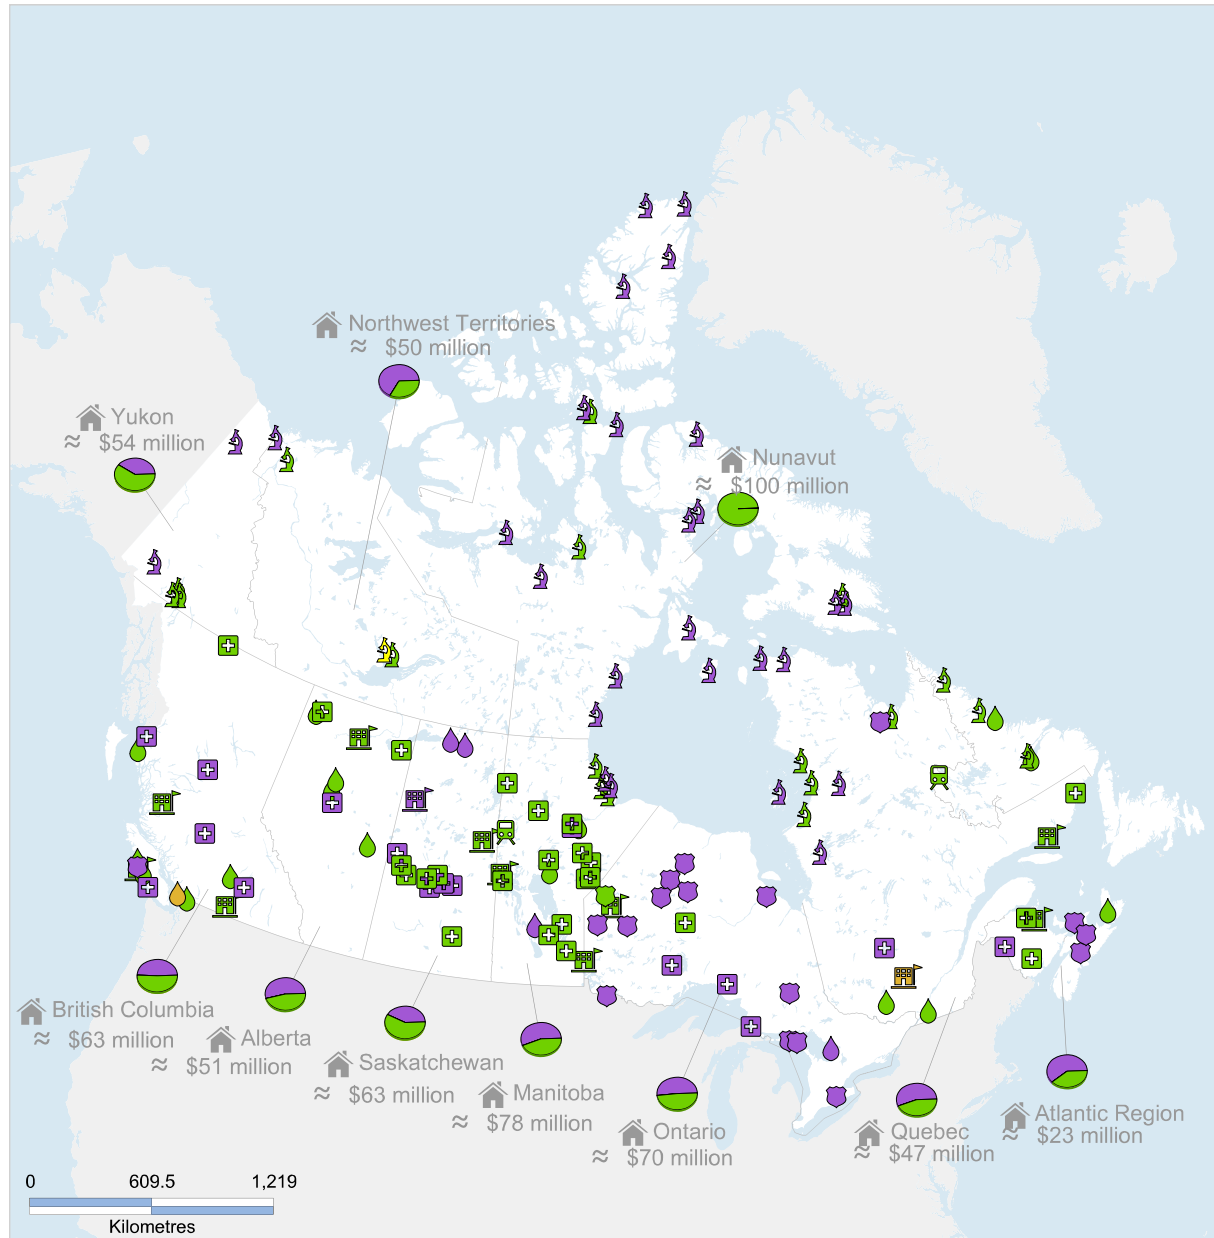 Northwest Territories
≈ $50 million
Yukon
≈ $54 million
Nunavut
≈ $100 million
British Columbia
≈ $63 million
Alberta
≈ $51 million
Saskatchewan
≈ $63 million
Manitoba
≈ $78 million
Ontario
≈ $70 million
Quebec
≈ $47 million
Atlantic Region
≈ $23 million
0 609.5 1,219
Kilometres